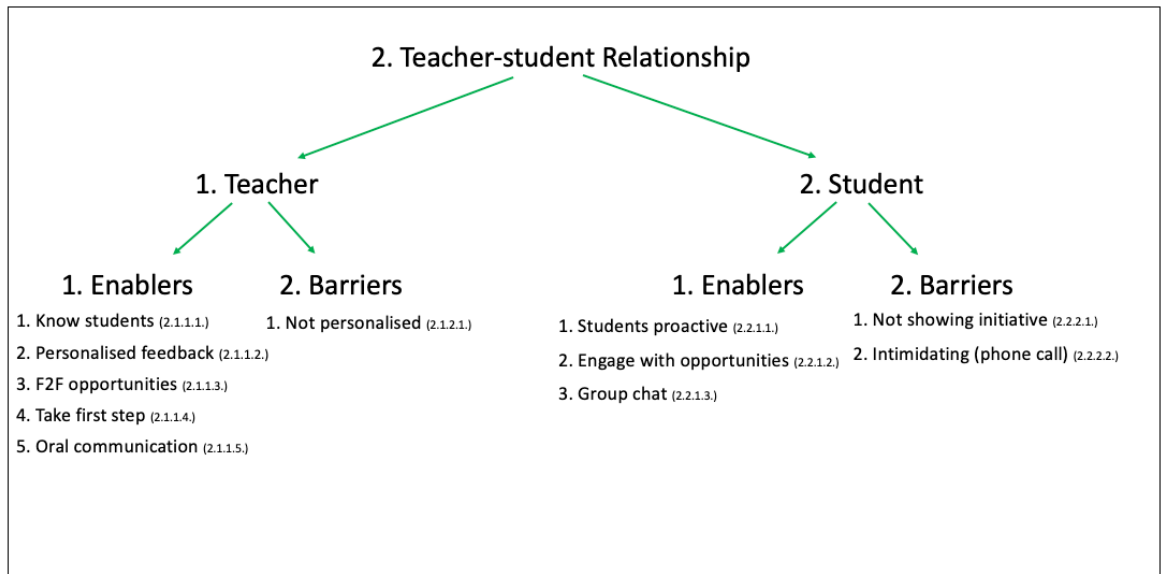 2. Teacher-student Relationship
1. Teacher
1. Enablers
1. Know students (2.1.1.1.)
2. Personalised feedback (2.1.1.2.)
3. F2F opportunities (2.1.1.3.)
4. Take first step (2.1.1.4.)
5. Oral communication (2.1.1.5.)
2. Barriers
1. Not personalised (2.1.2.1.)
2. Student
1. Enablers
1. Students proactive (2.2.1.1.)
2. Engage with opportunities (2.2.1.2.)
3. Group chat (2.2.1.3.)
2. Barriers
1. Not showing initiative (2.2.2.1.)
2. Intimidating (phone call) (2.2.2.2.)